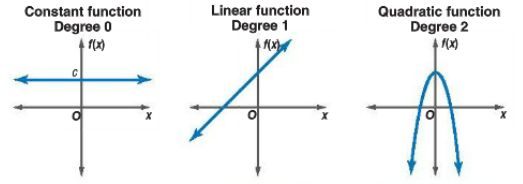 Constant function
Degree 0
f(x)
C
O
x
Linear function
Degree 1
f(x)
O
x
Quadratic function
Degree 2
f(x)
O
x